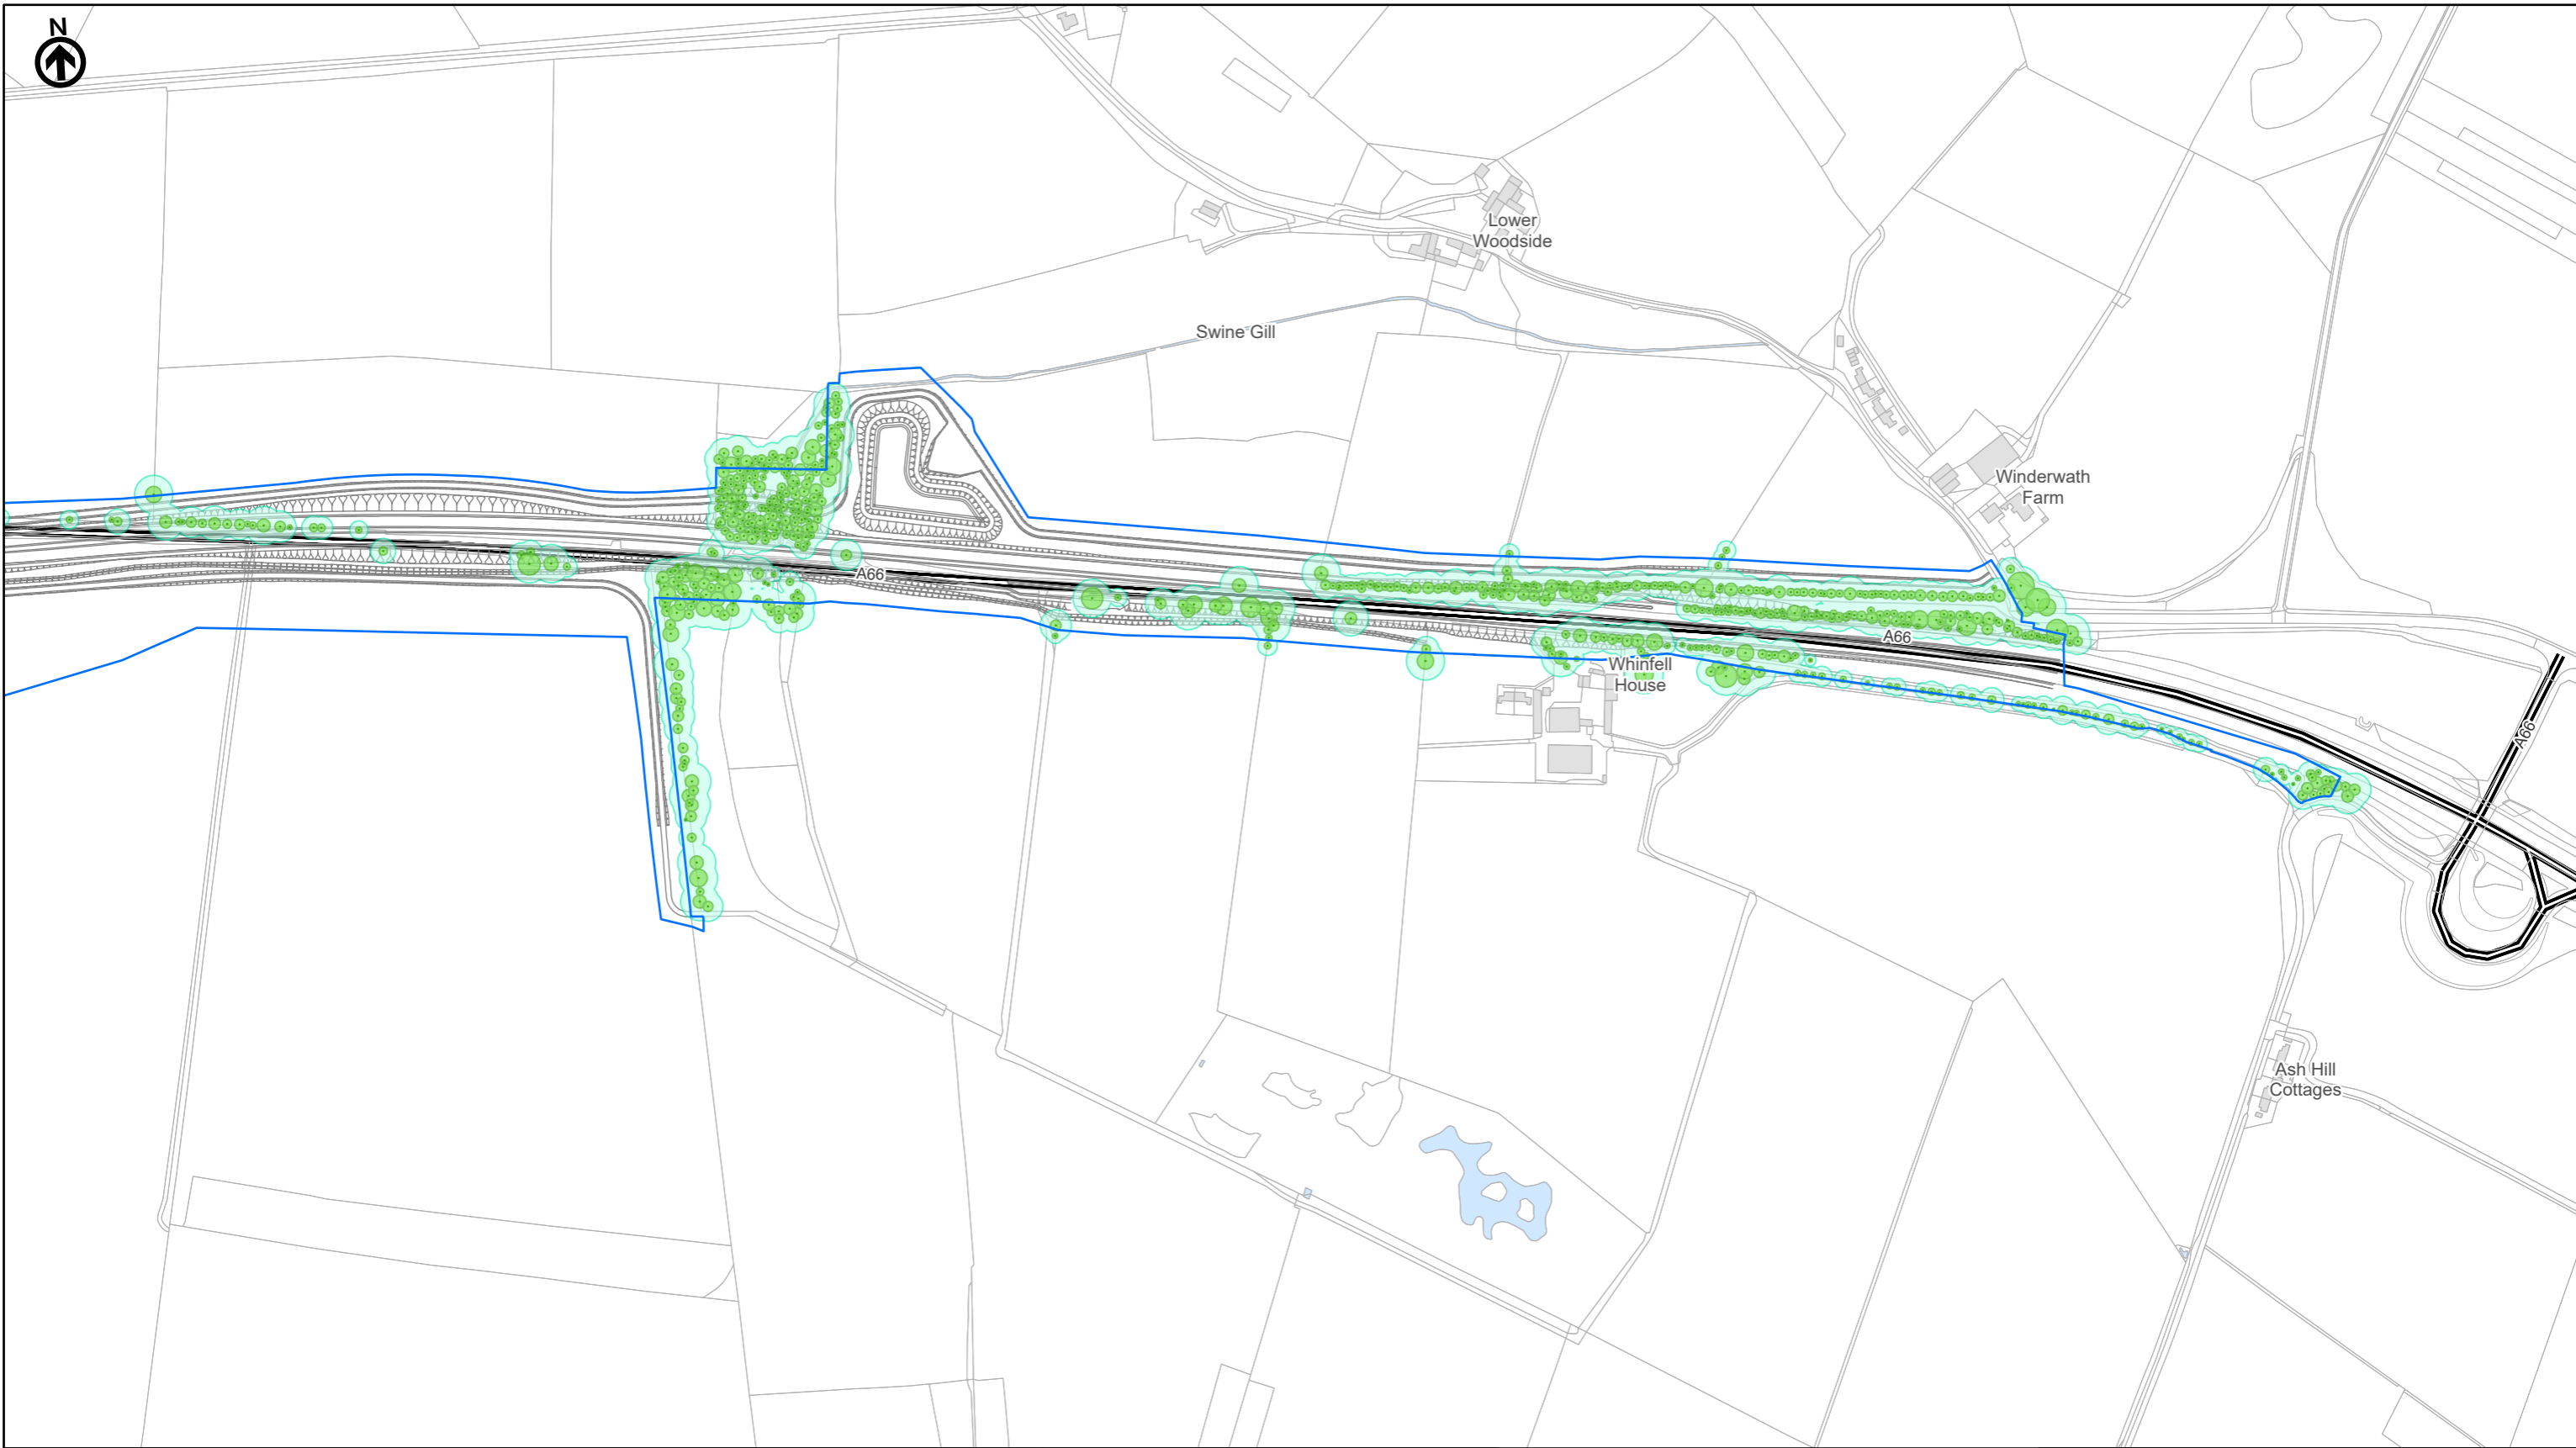 N
Lower
Woodside
Swine Gill
Winderwath
Farm
A66
A66
Whinfell
House
A66
Ash Hill
Cottages